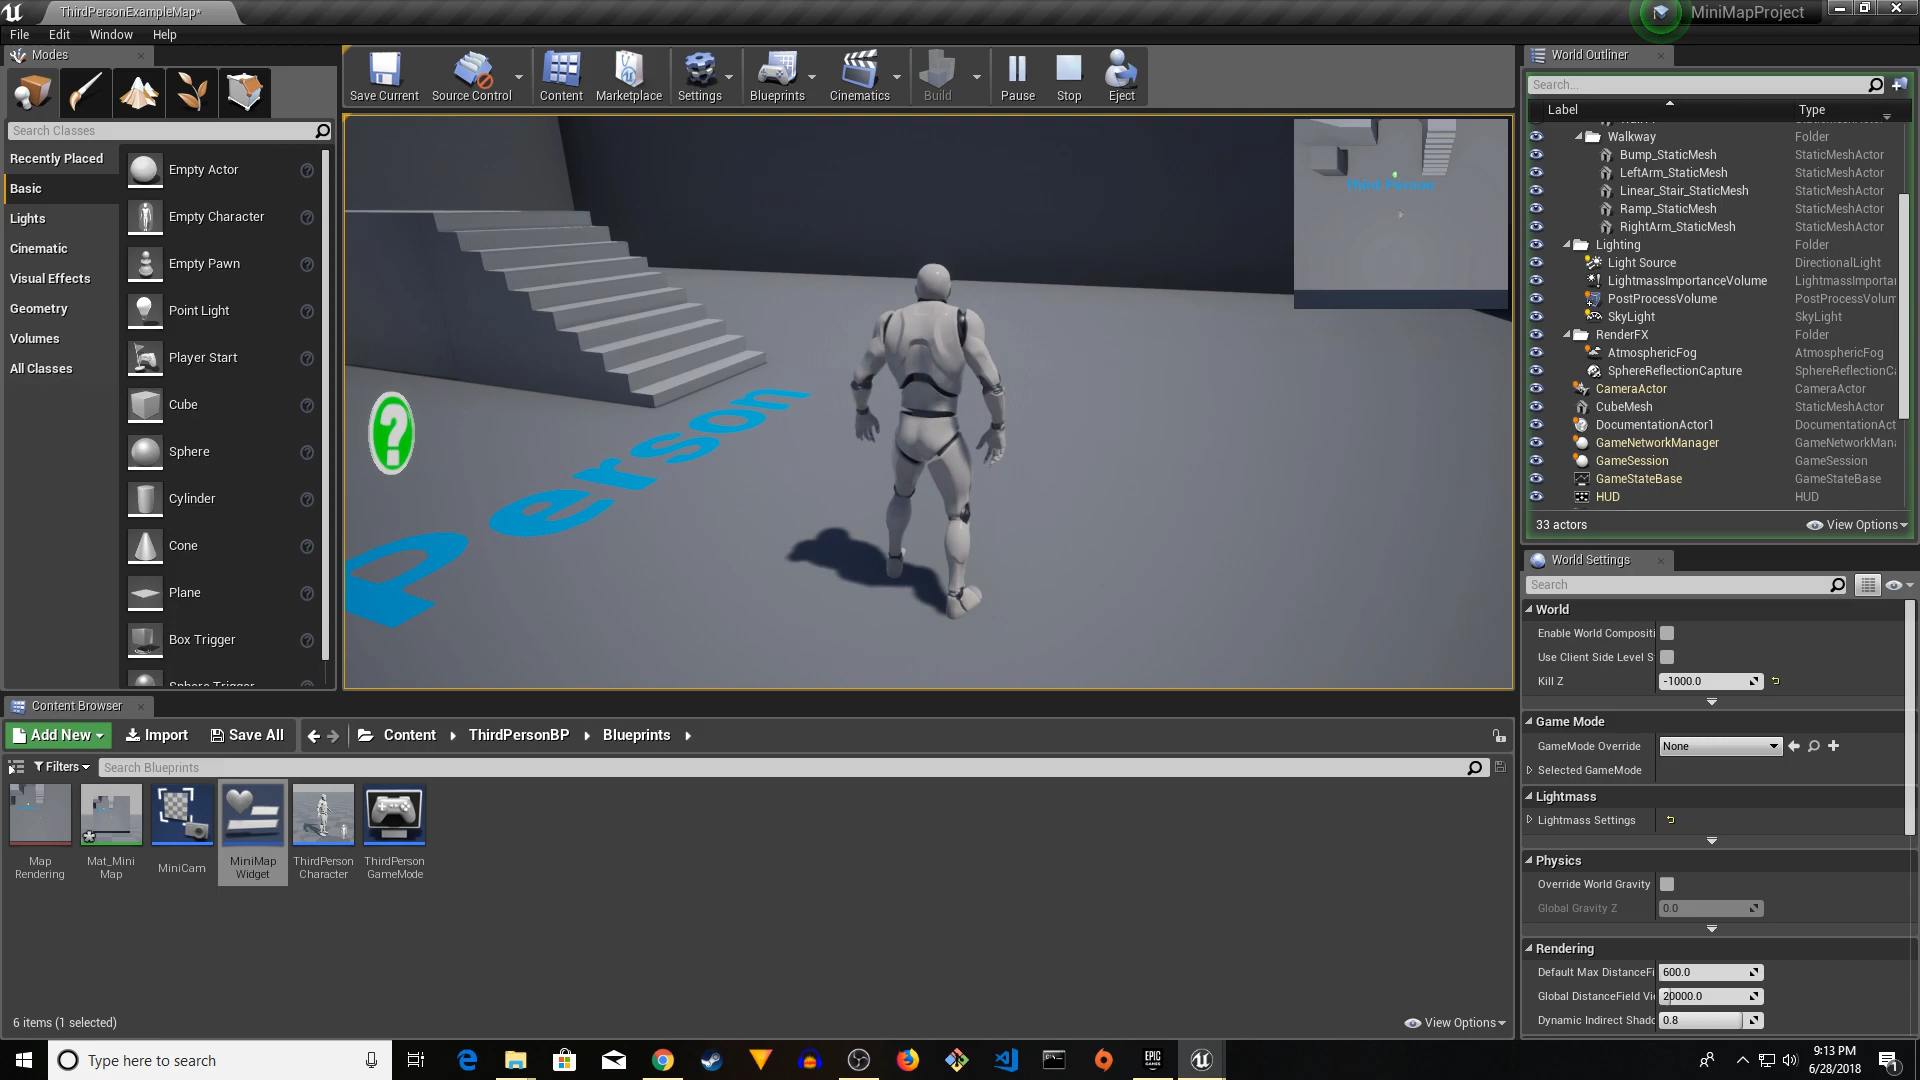 ThirdPersonExampleMap*
MiniMapProject
File Edit Window Help
Modes
Search Classes
Recently Placed
Basic
Lights
Cinematic
Visual Effects
Geometry
Volumes
All Classes
Empty Actor
Empty Character
Empty Pawn
Point Light
Player Start
Cube
Sphere
Cylinder
Cone
Plane
Box Trigger
Sphere Trigger
Save Current Source Control Content Marketplace Settings Blueprints Cinematics Build Pause Stop Eject
Third Person
P erson
?
World Outliner
Search...
Label Type
Walkway Folder
Bump_StaticMesh StaticMeshActor
LeftArm_StaticMesh StaticMeshActor
Linear_Stair_StaticMesh StaticMeshActor
Ramp_StaticMesh StaticMeshActor
RightArm_StaticMesh StaticMeshActor
Lighting Folder
Light Source DirectionalLight
LightmassImportanceVolume LightmassImporta
PostProcessVolume PostProcessVolum
SkyLight SkyLight
RenderFX Folder
AtmosphericFog AtmosphericFog
SphereReflectionCapture SphereReflectionCa
CameraActor CameraActor
CubeMesh StaticMeshActor
DocumentationActor1 DocumentationAct
GameNetworkManager GameNetworkMana
GameSession GameSession
GameStateBase GameStateBase
HUD HUD
33 actors View Options
World Settings
Search
World
Enable World Compositi
Use Client Side Level S
Kill Z -1000.0
Game Mode
GameMode Override None
Selected GameMode
Lightmass
Lightmass Settings
Physics
Override World Gravity
Global Gravity Z 0.0
Rendering
Default Max DistanceFi 600.0
Global DistanceField Vi 20000.0
Dynamic Indirect Shado 0.8
Content Browser
Add New Import Save All Content ThirdPersonBP Blueprints
Filters Search Blueprints
Map Rendering
Mat_Mini Map
MiniCam
MiniMap Widget
ThirdPerson Character
ThirdPerson GameMode
6 items (1 selected) View Options
Type here to search
EPIC GAMES
9:13 PM
6/28/2018
1